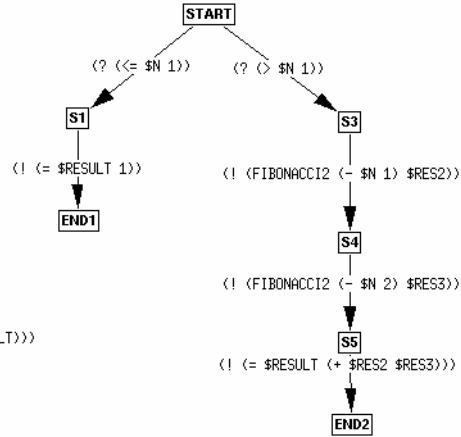 START
(? (<= $N 1))
(? (> $N 1))
S1
S3
(! (= $RESULT 1))
(! (FIBONACCI2 (- $N 1) $RES2))
END1
S4
(! (FIBONACCI2 (- $N 2) $RES3))
LT)))
S5
(! (= $RESULT (+ $RES2 $RES3)))
END2